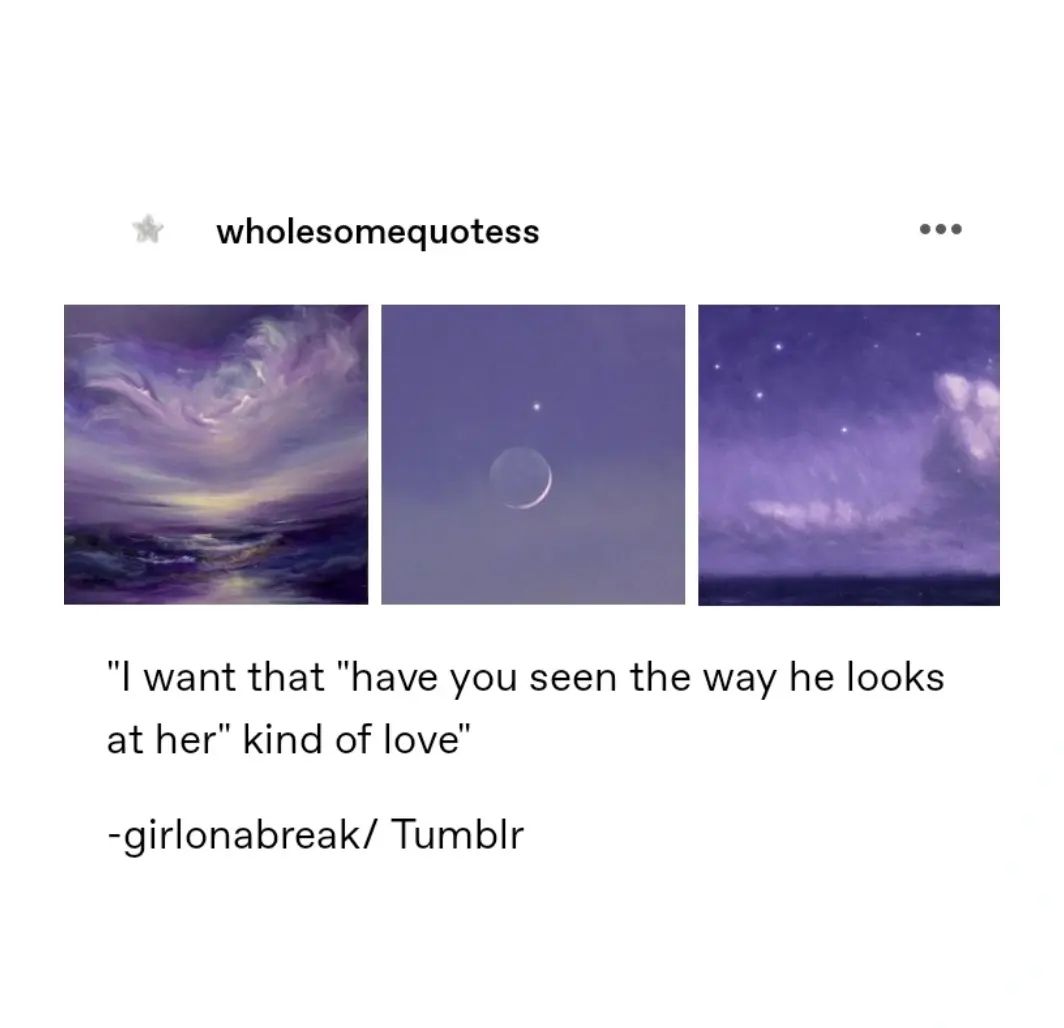 wholesomequotess
"I want that "have you seen the way he looks
at her" kind of love"
-girlonabreak/ Tumblr